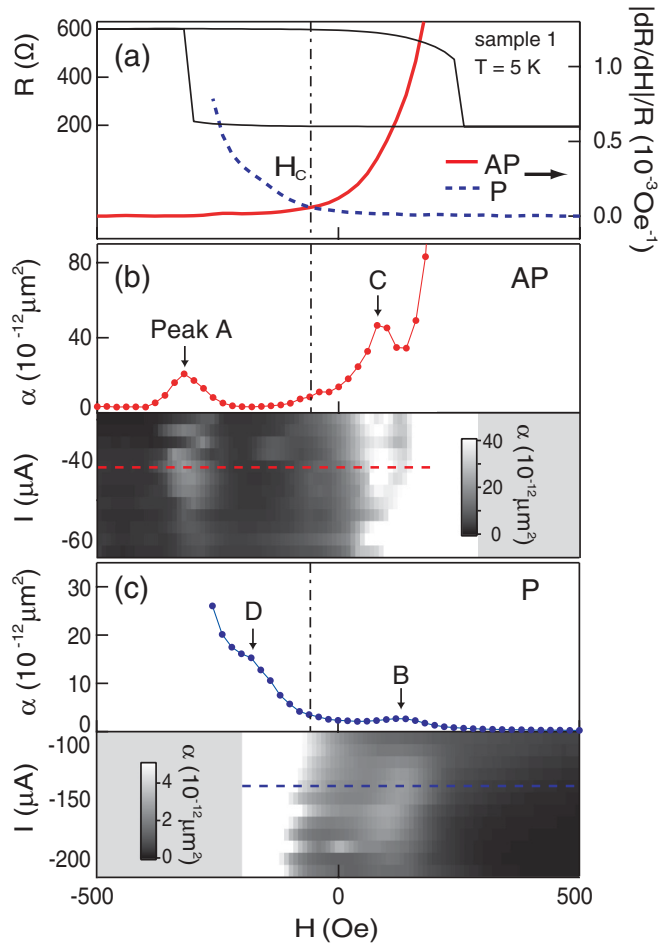 600
400
200
R (Ω)
(a)
sample 1
T = 5 K
H_C
AP
P
1.0
0.5
0.0
|dR/dH|/R (10⁻³Oe⁻¹)
80
40
0
α (10⁻¹²μm²)
(b)
AP
Peak A
C
-40
-60
I (μA)
40
20
0
α (10⁻¹²μm²)
30
20
10
0
α (10⁻¹²μm²)
(c)
P
D
B
-100
-150
-200
I (μA)
4
2
0
α (10⁻¹²μm²)
-500
0
500
H (Oe)